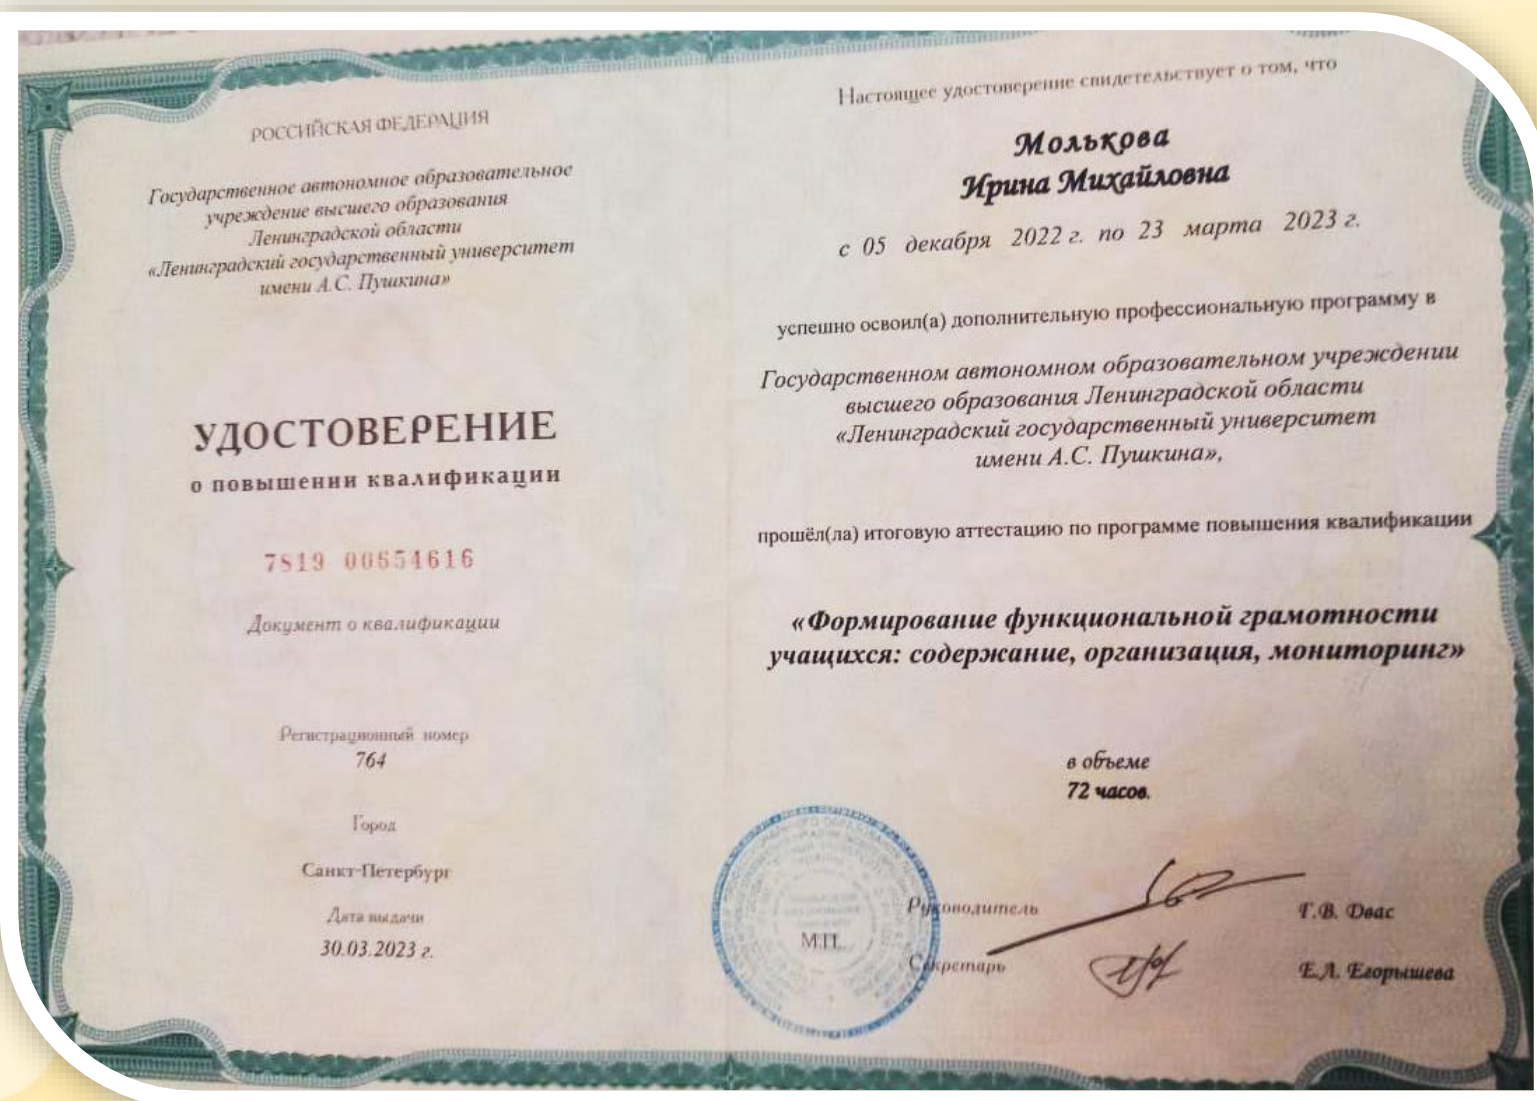 РОССИЙСКАЯ ФЕДЕРАЦИЯ
Государственное автономное образовательное
учреждение высшего образования
Ленинградской области
«Ленинградский государственный университет
имени А.С. Пушкина»
УДОСТОВЕРЕНИЕ
о повышении квалификации
7819 00654616
Документ о квалификации
Регистрационный номер
764
Город
Санкт-Петербург
Дата выдачи
30.03.2023 г.
Настоящее удостоверение свидетельствует о том, что
Молькова
Ирина Михайловна
с 05 декабря 2022 г. по 23 марта 2023 г.
успешно освоил(а) дополнительную профессиональную программу в
Государственном автономном образовательном учреждении
высшего образования Ленинградской области
«Ленинградский государственный университет
имени А.С. Пушкина»,
прошёл(ла) итоговую аттестацию по программе повышения квалификации
«Формирование функциональной грамотности
учащихся: содержание, организация, мониторинг»
в объеме
72 часов.
М.П.
Руководитель
Г.В. Двас
Секретарь
Е.Л. Егорышева